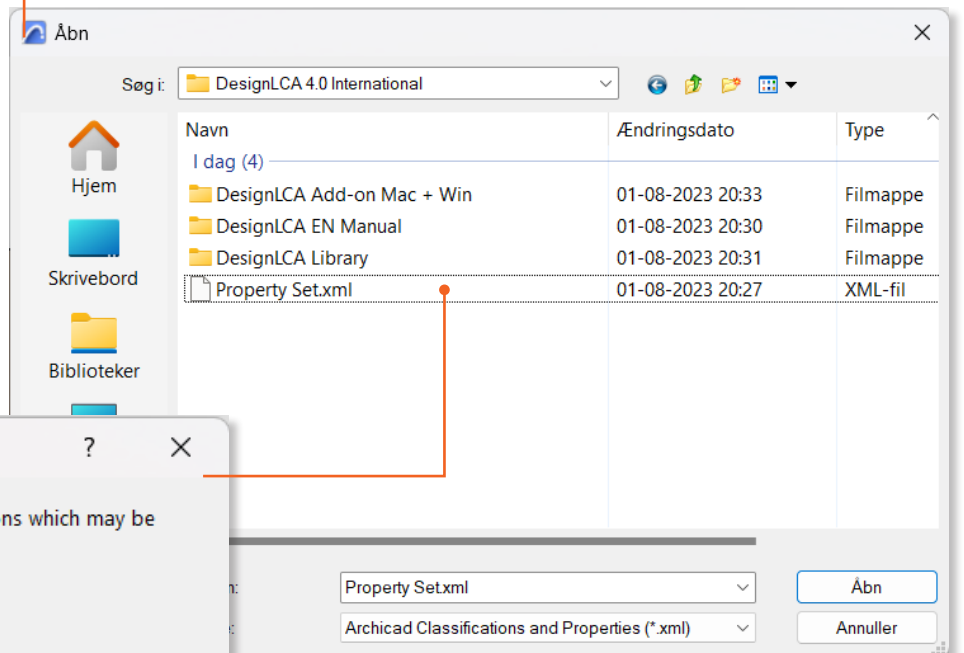 Åbn
Søg i: DesignLCA 4.0 International
Navn Ændringsdato Type
I dag (4)
DesignLCA Add-on Mac + Win 01-08-2023 20:33 Filmappe
DesignLCA EN Manual 01-08-2023 20:30 Filmappe
DesignLCA Library 01-08-2023 20:31 Filmappe
Property Set.xml 01-08-2023 20:27 XML-fil
Hjem
Skrivebord
Biblioteker
?
which may be
Property Set.xml Åbn
Archicad Classifications and Properties (*.xml) Annuller